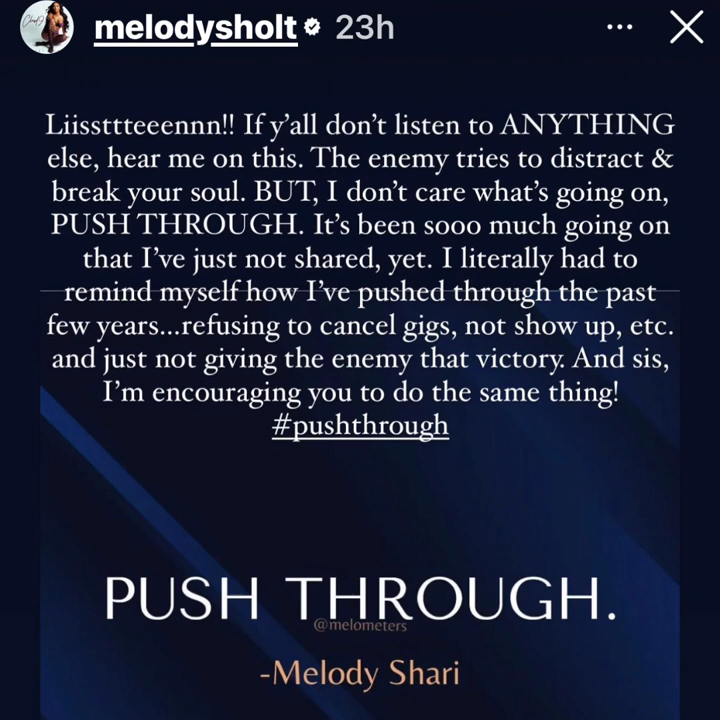 melodysholt 23h
Liissttteeennn!! If y'all don't listen to ANYTHING
else, hear me on this. The enemy tries to distract &
break your soul. BUT, I don't care what's going on,
PUSH THROUGH. It's been sooo much going on
that I've just not shared, yet. I literally had to
remind myself how I've pushed through the past
few years...refusing to cancel gigs, not show up, etc.
and just not giving the enemy that victory. And sis,
I'm encouraging you to do the same thing!
#pushthrough
PUSH THROUGH.
@melometers
-Melody Shari